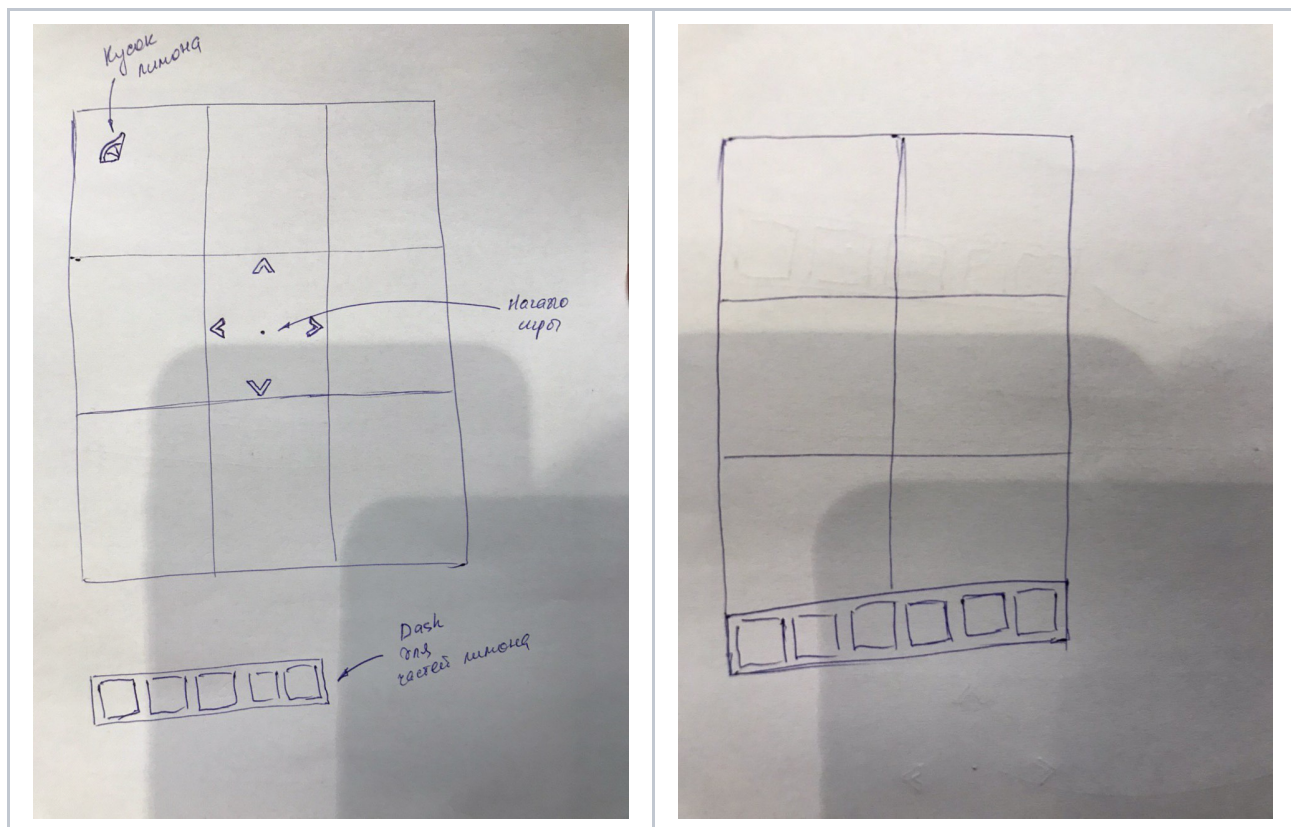 Кусок
лимона
Начало
игры
Dash
для
частей лимона